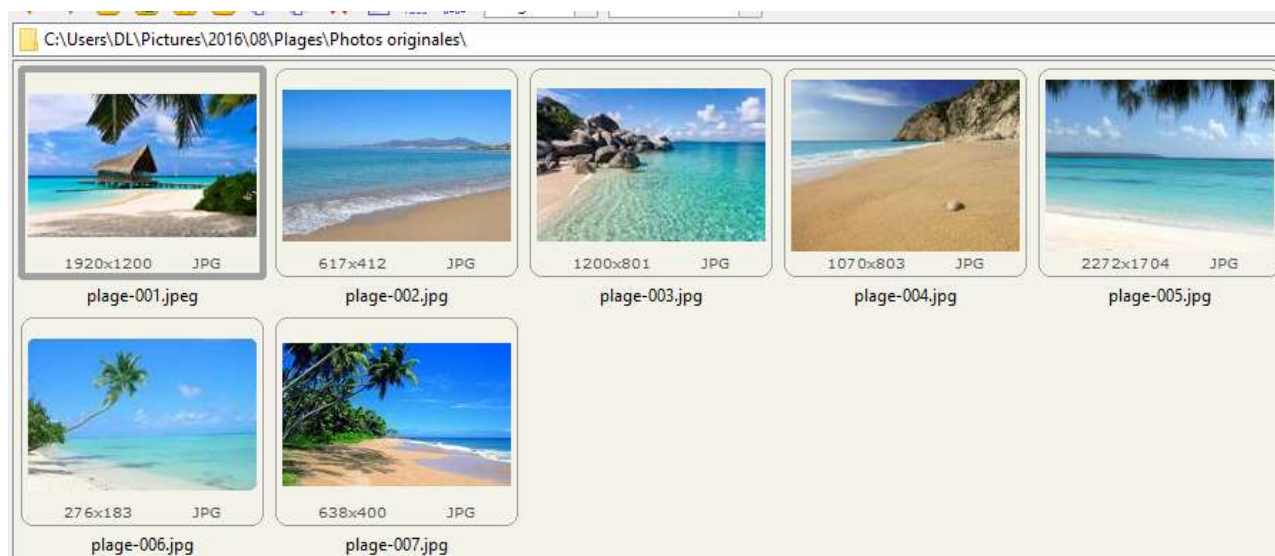 C:\Users\DL\Pictures\2016\08\Plages\Photos originales\
1920x1200 JPG
617x412 JPG
1200x801 JPG
1070x803 JPG
2272x1704 JPG
plage-001.jpeg
plage-002.jpg
plage-003.jpg
plage-004.jpg
plage-005.jpg
276x183 JPG
638x400 JPG
plage-006.jpg
plage-007.jpg